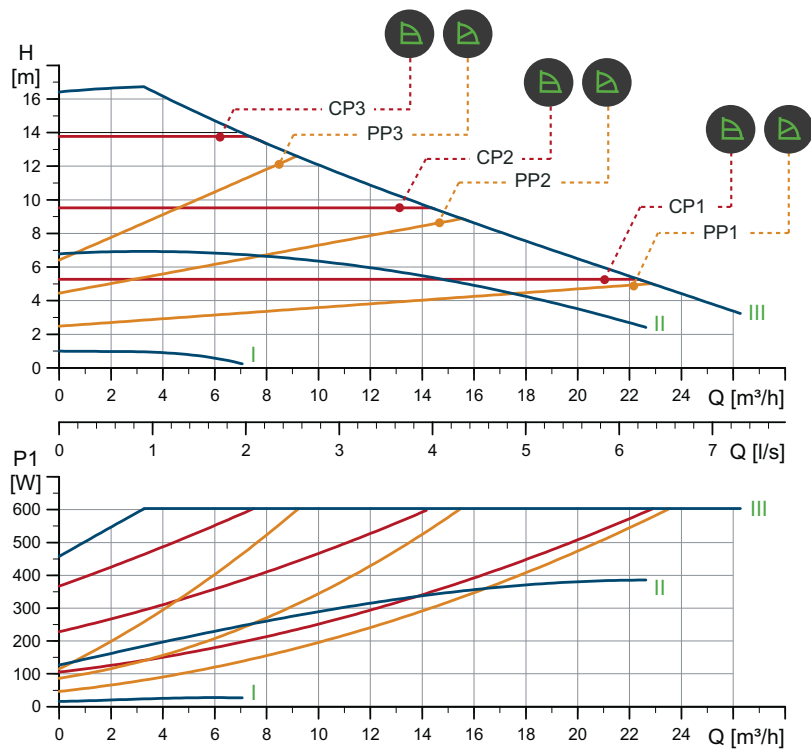 H
[m]
16
14
12
10
8
6
4
2
0
CP3
PP3
CP2
PP2
CP1
PP1
III
II
I
0 2 4 6 8 10 12 14 16 18 20 22 24 Q [m³/h]
0 1 2 3 4 5 6 7 Q [l/s]
P1
[W]
600
500
400
300
200
100
0
III
II
I
0 2 4 6 8 10 12 14 16 18 20 22 24 Q [m³/h]